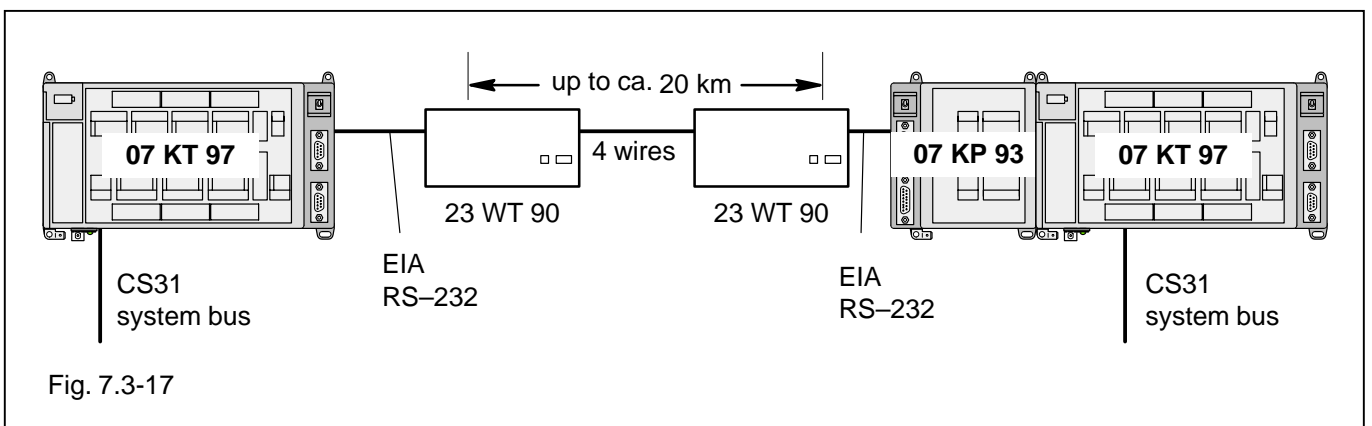 up to ca. 20 km
07 KT 97
4 wires
07 KP 93
07 KT 97
23 WT 90
23 WT 90
EIA
RS–232
EIA
RS–232
CS31
system bus
CS31
system bus
Fig. 7.3-17